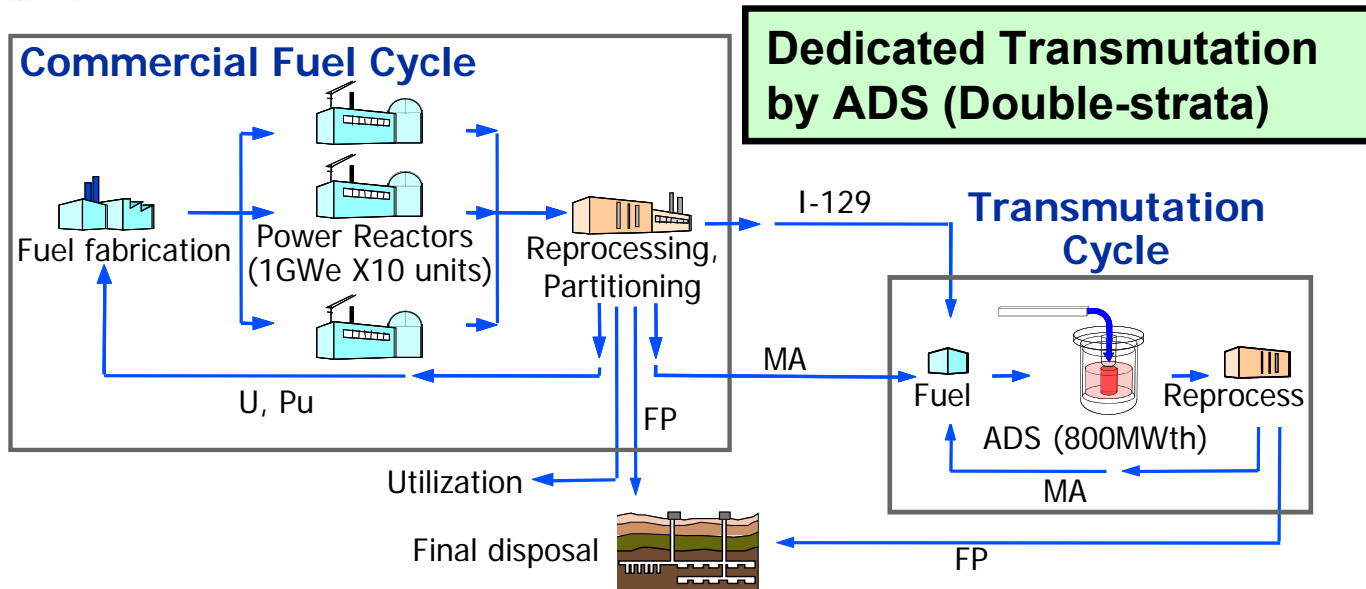 Dedicated Transmutation
by ADS (Double-strata)
Commercial Fuel Cycle
Fuel fabrication
Power Reactors
(1GWe X10 units)
Reprocessing,
Partitioning
I-129
Transmutation
Cycle
U, Pu
MA
FP
Fuel
ADS (800MWth)
Reprocess
MA
Utilization
Final disposal
FP